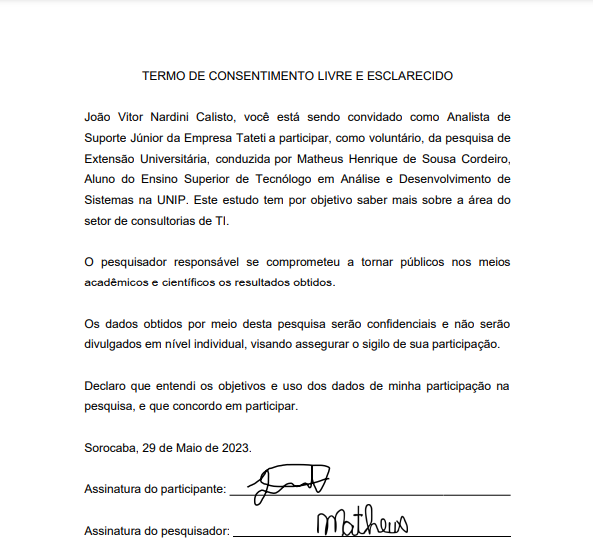 TERMO DE CONSENTIMENTO LIVRE E ESCLARECIDO
João Vitor Nardini Calisto, você está sendo convidado como Analista de
Suporte Júnior da Empresa Tateti a participar, como voluntário, da pesquisa de
Extensão Universitária, conduzida por Matheus Henrique de Sousa Cordeiro,
Aluno do Ensino Superior de Tecnólogo em Análise e Desenvolvimento de
Sistemas na UNIP. Este estudo tem por objetivo saber mais sobre a área do
setor de consultorias de TI.
O pesquisador responsável se comprometeu a tornar públicos nos meios
acadêmicos e científicos os resultados obtidos.
Os dados obtidos por meio desta pesquisa serão confidenciais e não serão
divulgados em nível individual, visando assegurar o sigilo de sua participação.
Declaro que entendi os objetivos e uso dos dados de minha participação na
pesquisa, e que concordo em participar.
Sorocaba, 29 de Maio de 2023.
Assinatura do participante:
Assinatura do pesquisador: Matheus